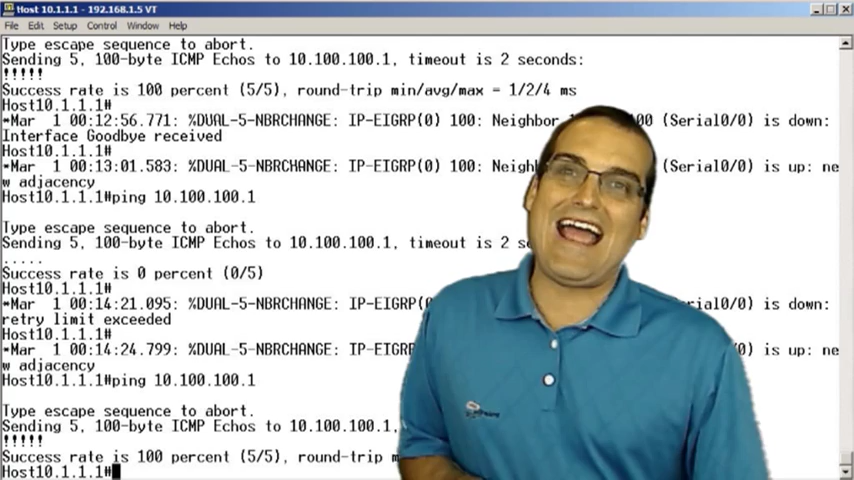 Host 10.1.1.1 - 192.168.1.5 VT
File Edit Setup Control Window Help
Type escape sequence to abort.
Sending 5, 100-byte ICMP Echos to 10.100.100.1, timeout is 2 seconds:
!!!!!
Success rate is 100 percent (5/5), round-trip min/avg/max = 1/2/4 ms
Host10.1.1.1#
*Mar 1 00:12:56.771: %DUAL-5-NBRCHANGE: IP-EIGRP(0) 100: Neighbor 00 (Serial0/0) is down:
Interface Goodbye received
Host10.1.1.1#
*Mar 1 00:13:01.583: %DUAL-5-NBRCHANGE: IP-EIGRP(0) 100: Neighb (Serial0/0) is up: ne
w adjacency
Host10.1.1.1#ping 10.100.100.1
Type escape sequence to abort.
Sending 5, 100-byte ICMP Echos to 10.100.100.1, timeout is 2 se
.....
Success rate is 0 percent (0/5)
Host10.1.1.1#
*Mar 1 00:14:21.095: %DUAL-5-NBRCHANGE: IP-EIGRP( (Serial0/0) is down:
retry limit exceeded
Host10.1.1.1#
*Mar 1 00:14:24.799: %DUAL-5-NBRCHANGE: IP-EIGR 0) is up: ne
w adjacency
Host10.1.1.1#ping 10.100.100.1
Type escape sequence to abort.
Sending 5, 100-byte ICMP Echos to 10.100.100.1,
!!!!!
Success rate is 100 percent (5/5), round-trip m
Host10.1.1.1#